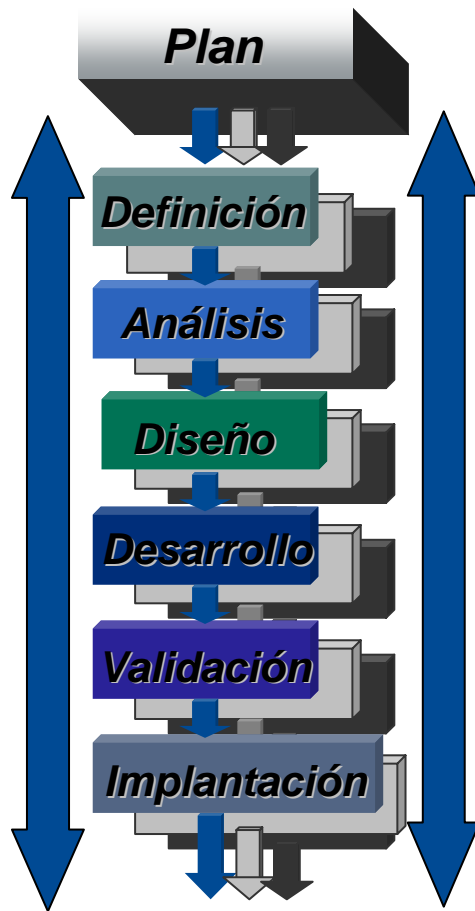 Plan
Definición
Análisis
Diseño
Desarrollo
Validación
Implantación